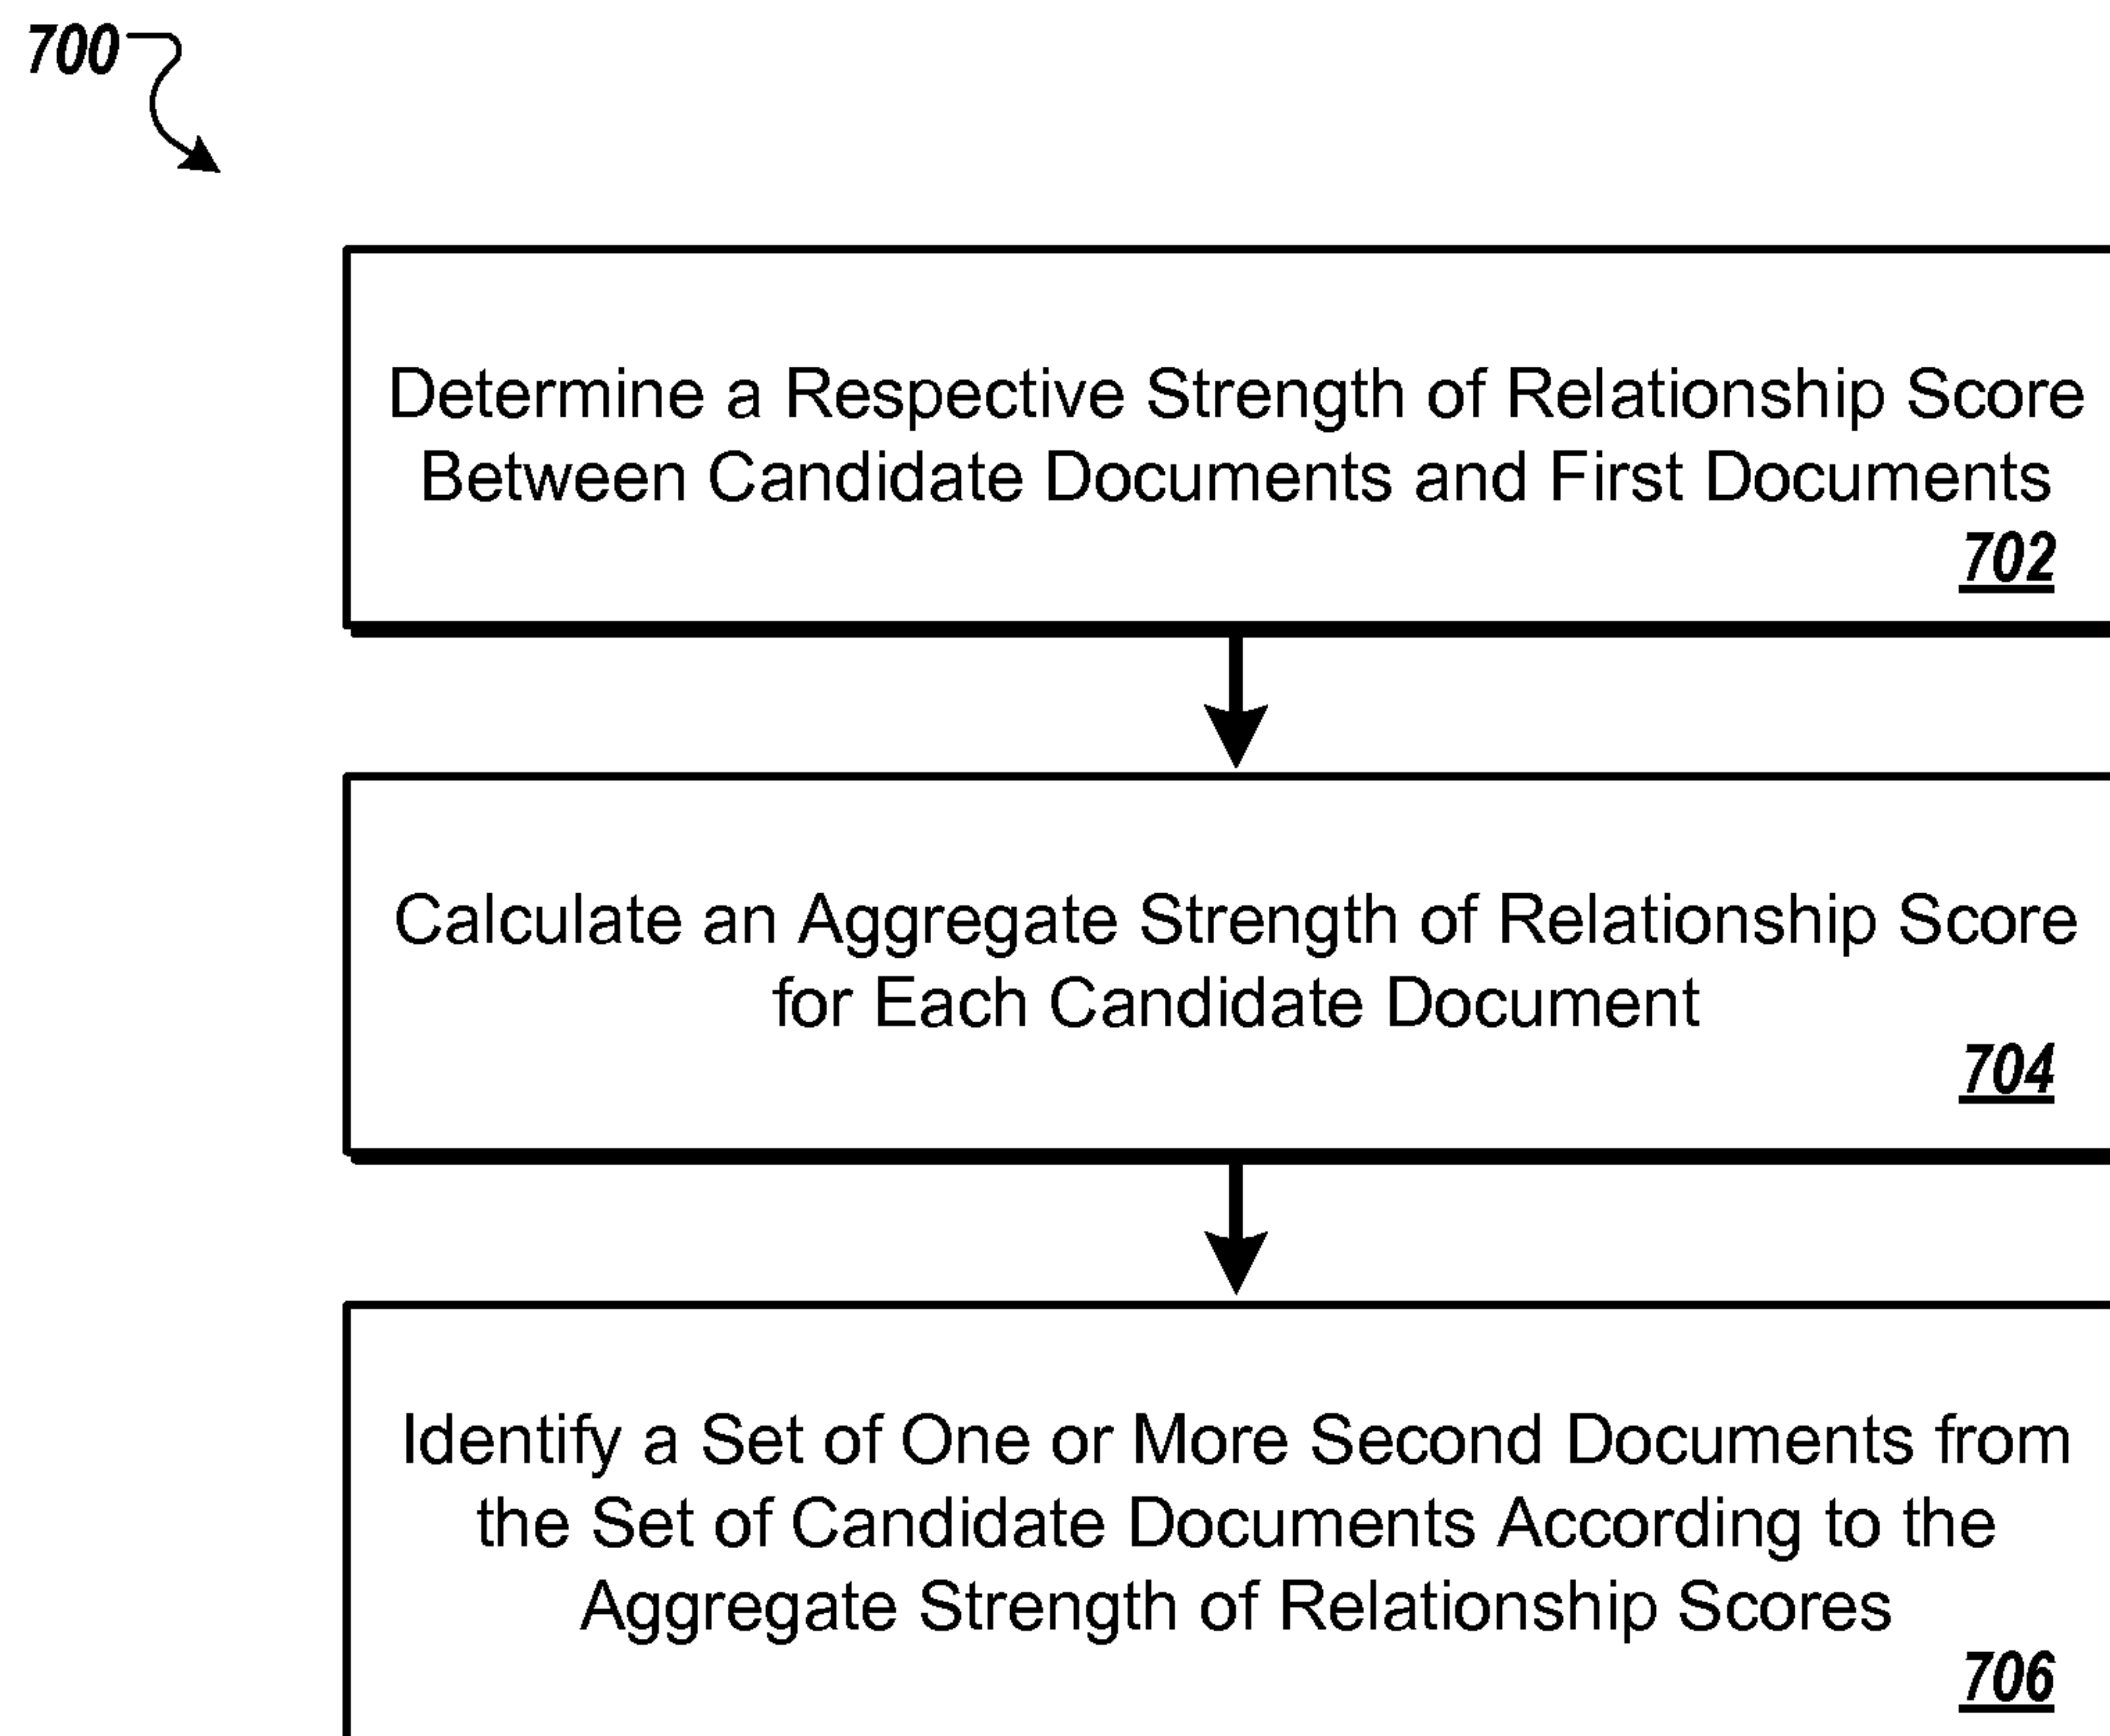 700
Determine a Respective Strength of Relationship Score
Between Candidate Documents and First Documents
702
Calculate an Aggregate Strength of Relationship Score
for Each Candidate Document
704
Identify a Set of One or More Second Documents from
the Set of Candidate Documents According to the
Aggregate Strength of Relationship Scores
706